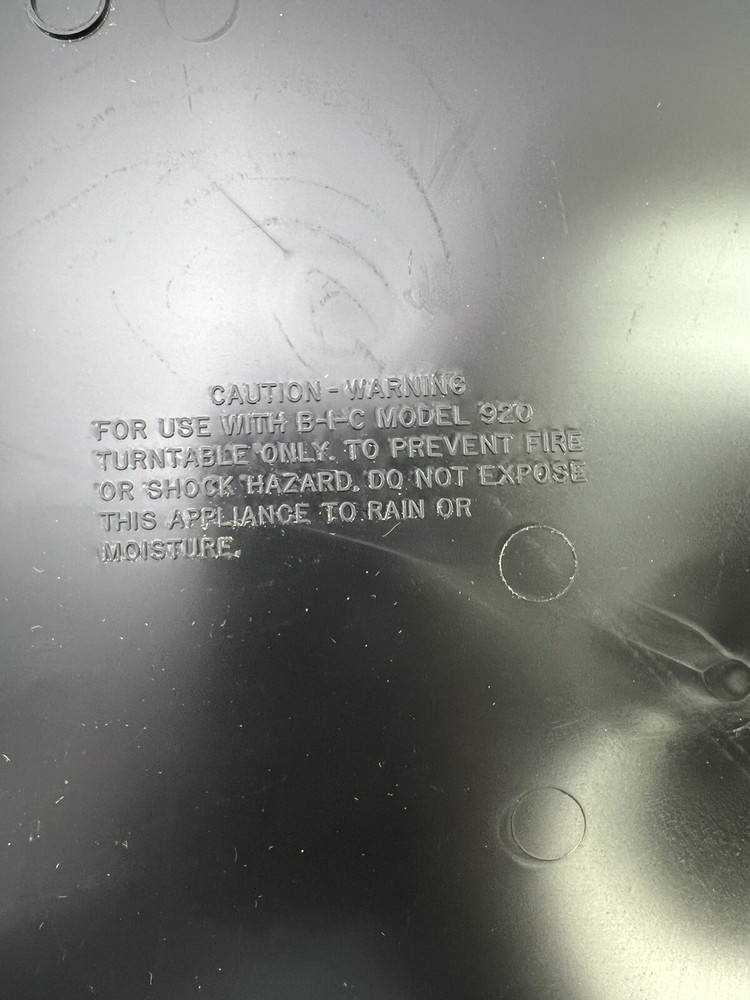 CAUTION - WARNING
FOR USE WITH B-I-C MODEL 920
TURNTABLE ONLY. TO PREVENT FIRE
OR SHOCK HAZARD. DO NOT EXPOSE
THIS APPLIANCE TO RAIN OR
MOISTURE.